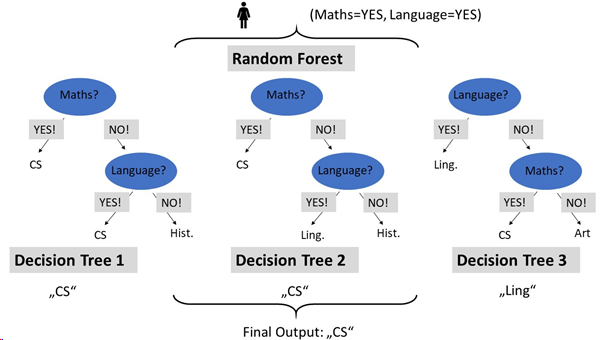 (Maths=YES, Language=YES)
Random Forest
Maths?
YES!
NO!
CS
Language?
YES!
NO!
CS
Hist.
Decision Tree 1
„CS“
Maths?
YES!
NO!
CS
Language?
YES!
NO!
Ling.
Hist.
Decision Tree 2
„CS“
Language?
YES!
NO!
Ling.
Maths?
YES!
NO!
CS
Art
Decision Tree 3
„Ling“
Final Output: „CS“